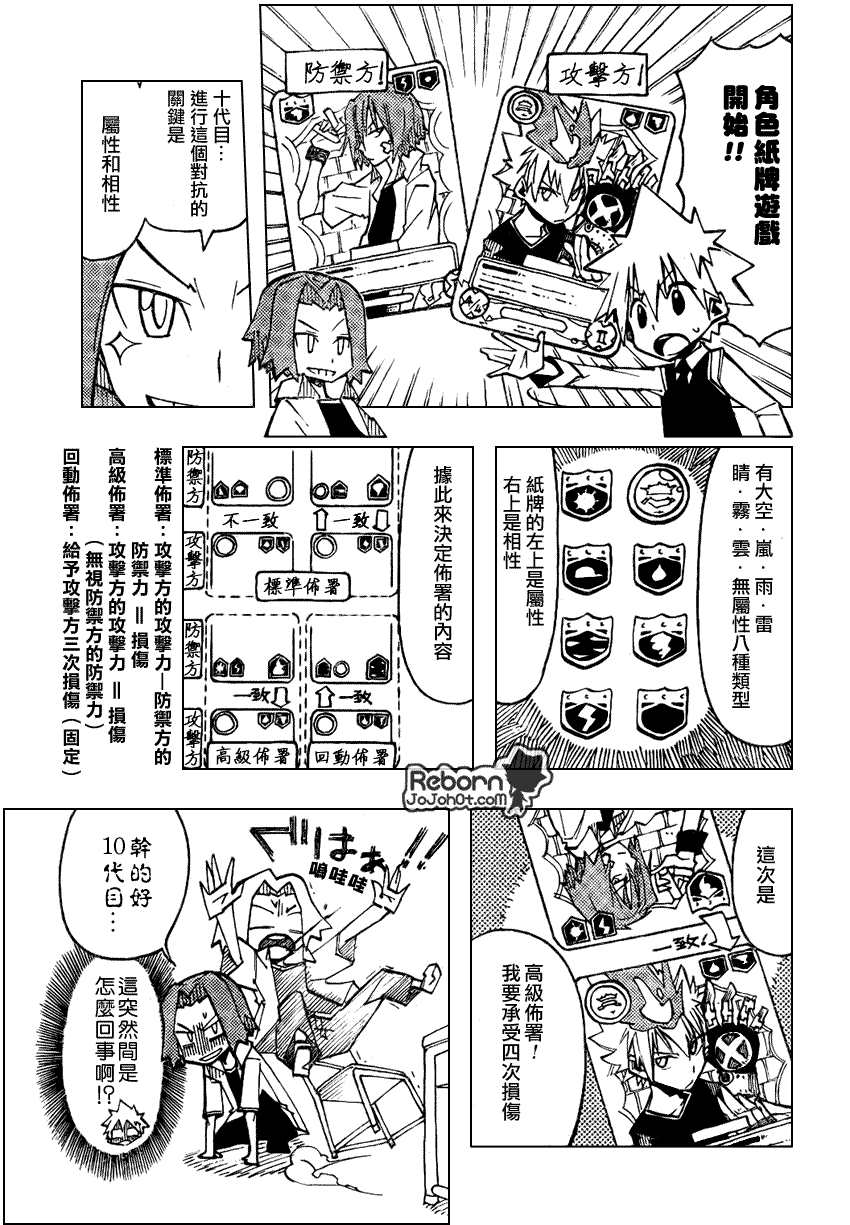 角色紙牌遊戲
開始!!
攻擊方!
防禦方!
十代目…
進行這個對抗的
關鍵是
屬性和相性
有大空·嵐·雨·雷
晴·霧·雲·無屬性八種類型
紙牌的左上是屬性
右上是相性
據此來決定佈署的內容
防禦方
不一致
一致
攻擊方
標準佈署
防禦方
一致
一致
攻擊方
高級佈署
回動佈署
標準佈署:攻擊方的攻擊力—防禦方的
防禦力=損傷
高級佈署:攻擊方的攻擊力=損傷
(無視防禦方的防禦力)
回動佈署:給予攻擊方三次損傷(固定)
Reborn
JoJohOt.com
這次是
一致!
高級佈署!
我要承受四次損傷
ぐはぁ!!
嗚哇哇
幹的好
10代目…
這突然間是
怎麼回事啊!?